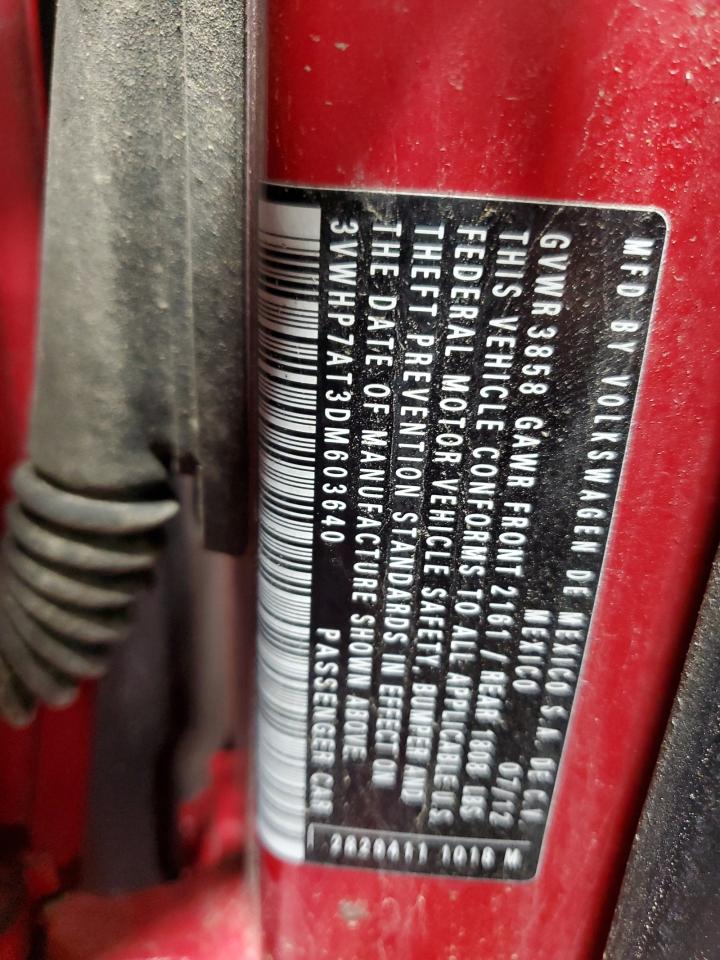 MFD BY VOLKSWAGEN DE MEXICO S.A. DE C.V.
MEXICO 07/12
GVWR 3858 GAWR FRONT 2161 / REAR 1808 LBS
THIS VEHICLE CONFORMS TO ALL APPLICABLE U.S.
FEDERAL MOTOR VEHICLE SAFETY, BUMPER AND
THEFT PREVENTION STANDARDS IN EFFECT ON
THE DATE OF MANUFACTURE SHOWN ABOVE
3VWHP7AT3DM603640 PASSENGER CAR